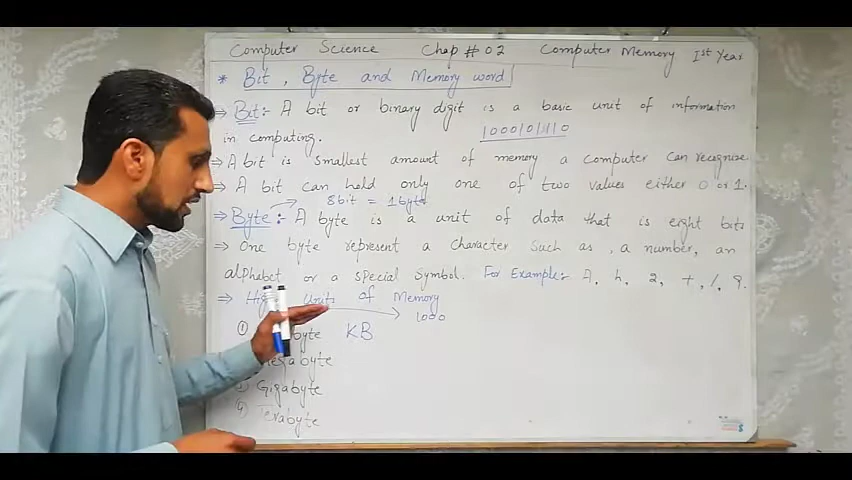 Computer Science Chap # 02 Computer Memory Ist Year
* Bit, Byte and Memory word
⇒ Bit:- A bit or binary digit is a basic unit of information
in computing.
⇒ A bit is smallest amount of memory a computer can recognize
⇒ A bit can hold only one of two values either 0 or 1.
8bit = 1byte
⇒ Byte:- A byte is a unit of data that is eight bits
⇒ One byte represent a character such as, a number, an
alphabet or a special symbol. For Example:- A, h, 2, +, /, 9.
⇒ units of Memory
1000
① byte KB
Megabyte
Gigabyte
④ Terabyte